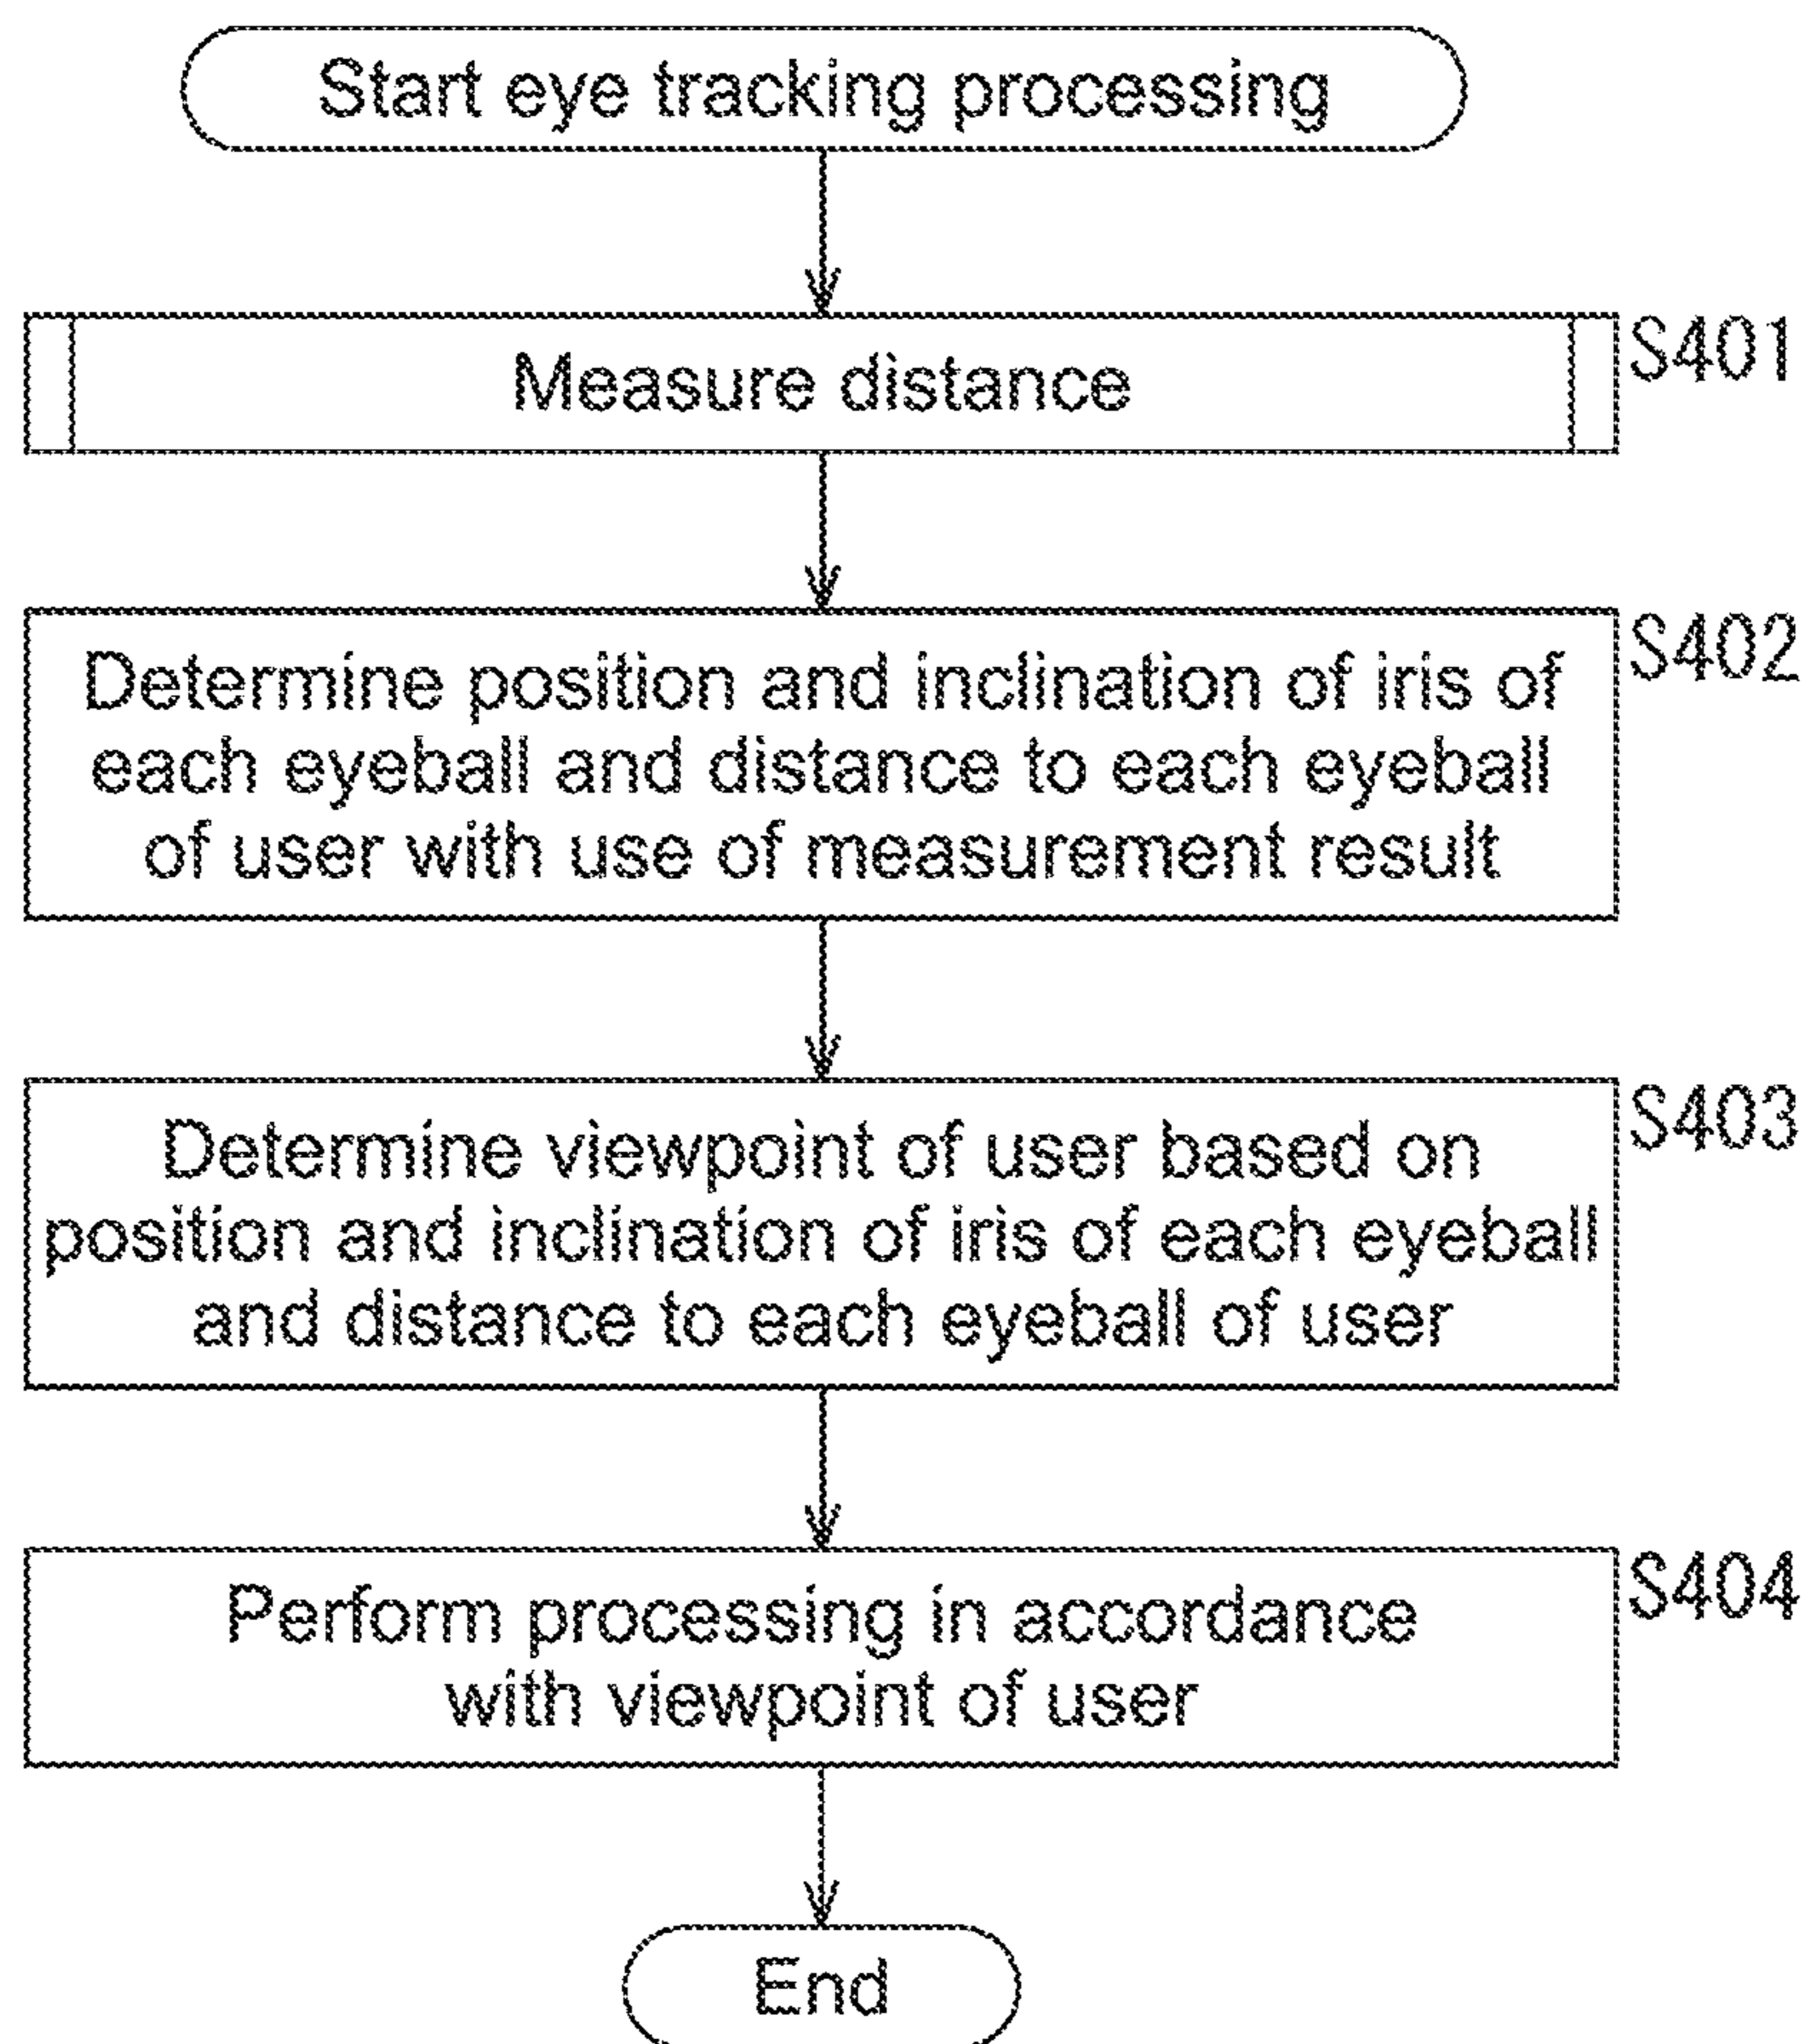 Start eye tracking processing
Measure distance
S401
Determine position and inclination of iris of
each eyeball and distance to each eyeball
of user with use of measurement result
S402
Determine viewpoint of user based on
position and inclination of iris of each eyeball
and distance to each eyeball of user
S403
Perform processing in accordance
with viewpoint of user
S404
End